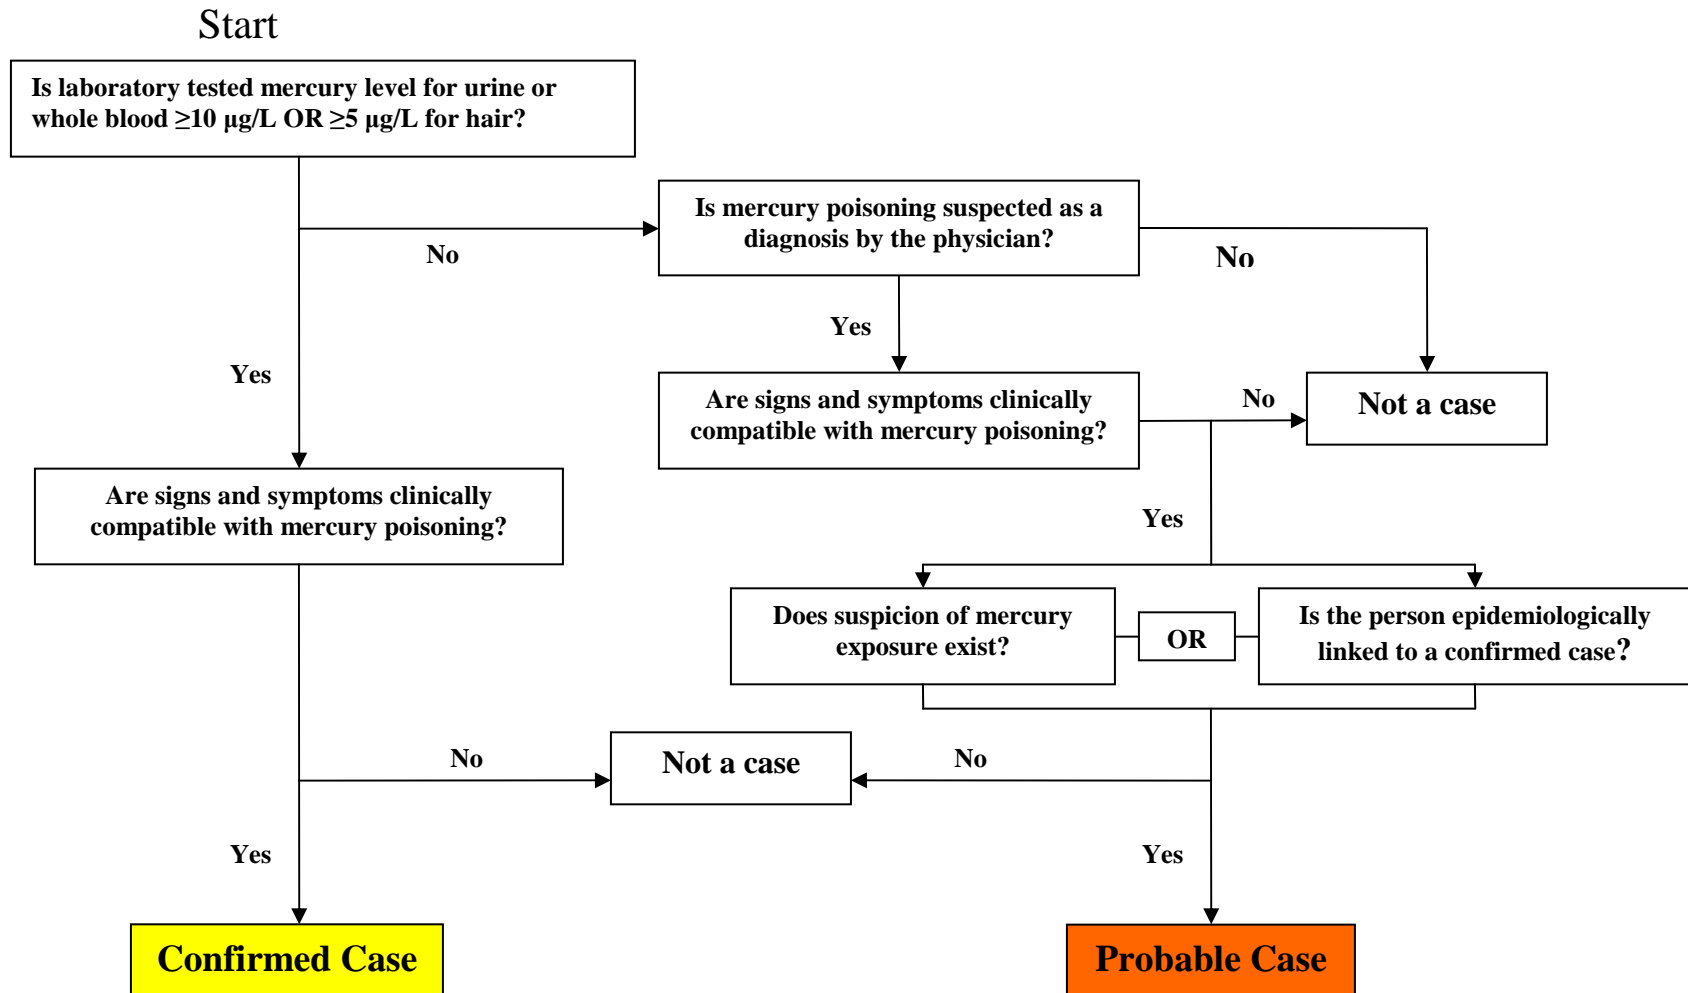 Start
Is laboratory tested mercury level for urine or
whole blood ≥10 µg/L OR ≥5 µg/L for hair?
Is mercury poisoning suspected as a
diagnosis by the physician?
No
No
Yes
Yes
Are signs and symptoms clinically
compatible with mercury poisoning?
No
Not a case
Are signs and symptoms clinically
compatible with mercury poisoning?
Yes
Does suspicion of mercury
exposure exist?
OR
Is the person epidemiologically
linked to a confirmed case?
No
Not a case
No
Yes
Yes
Confirmed Case
Probable Case